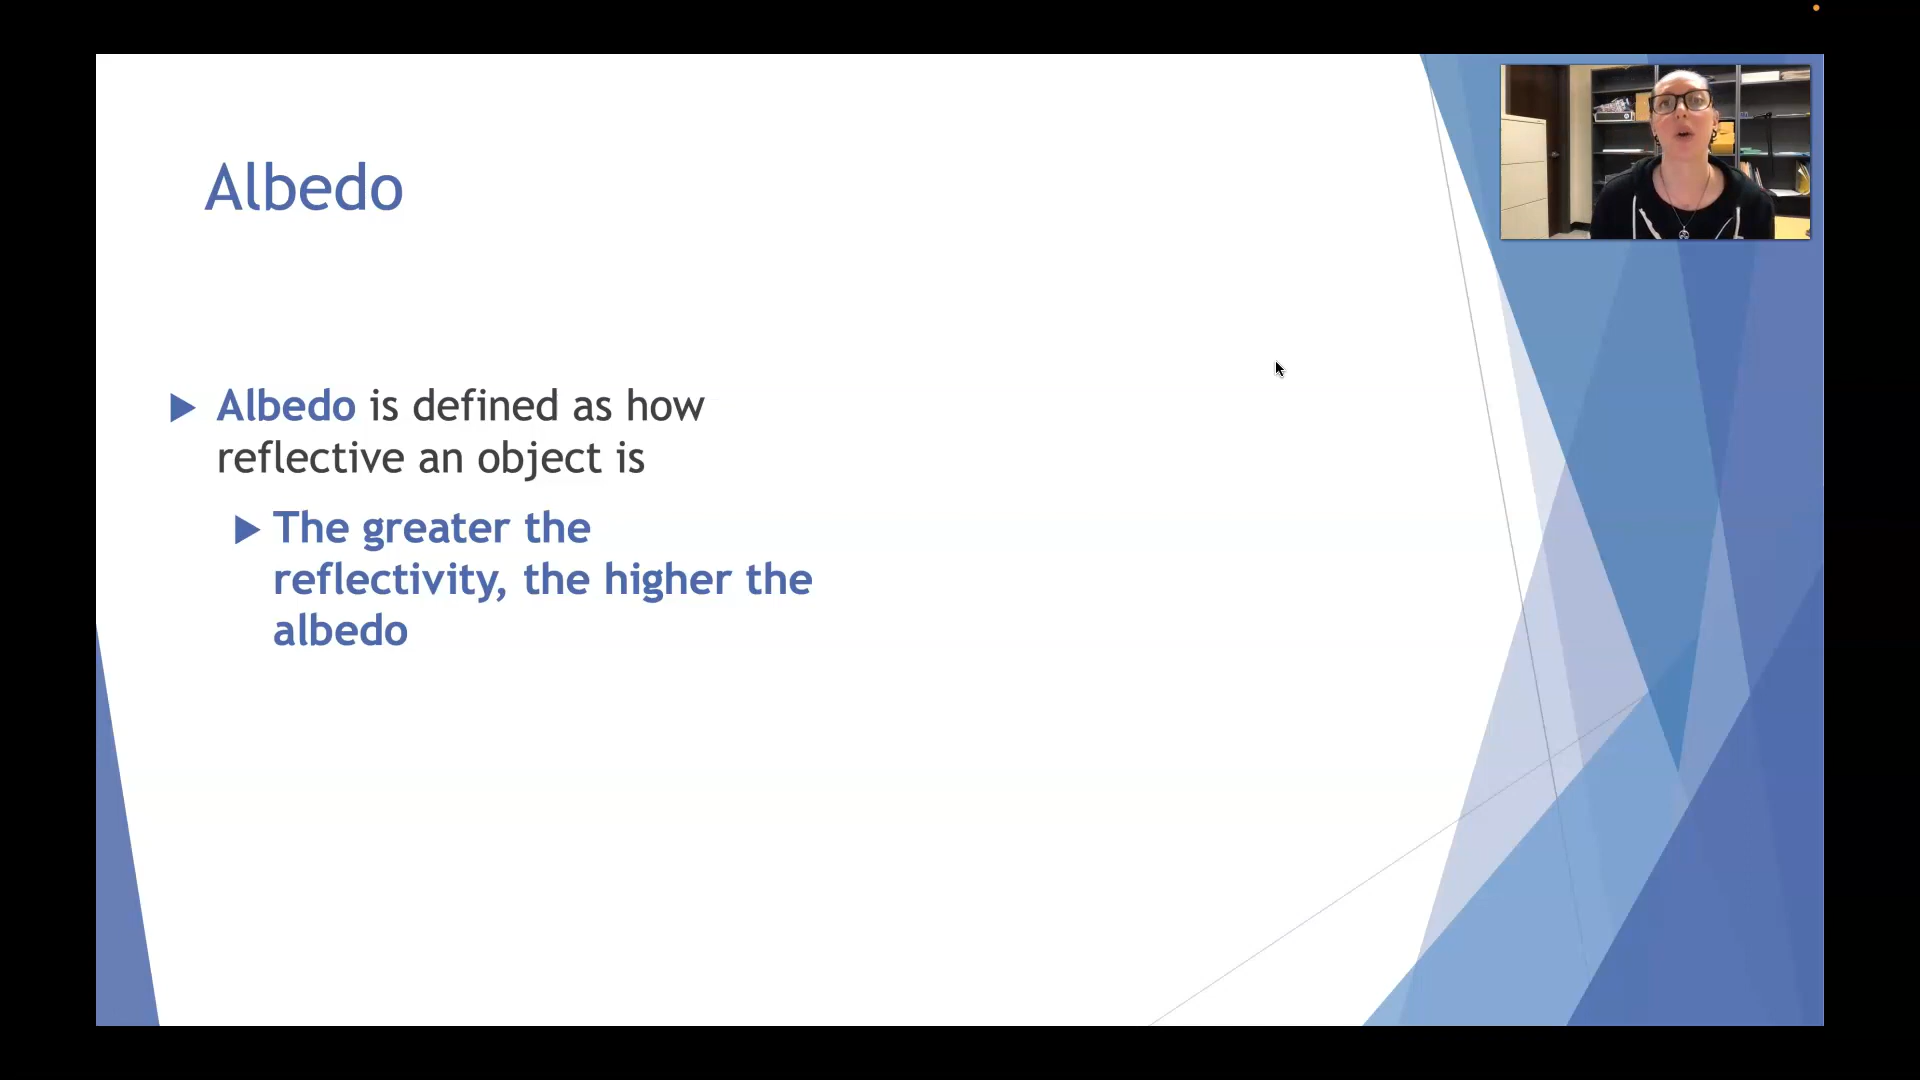 Albedo
Albedo is defined as how
reflective an object is
The greater the
reflectivity, the higher the
albedo